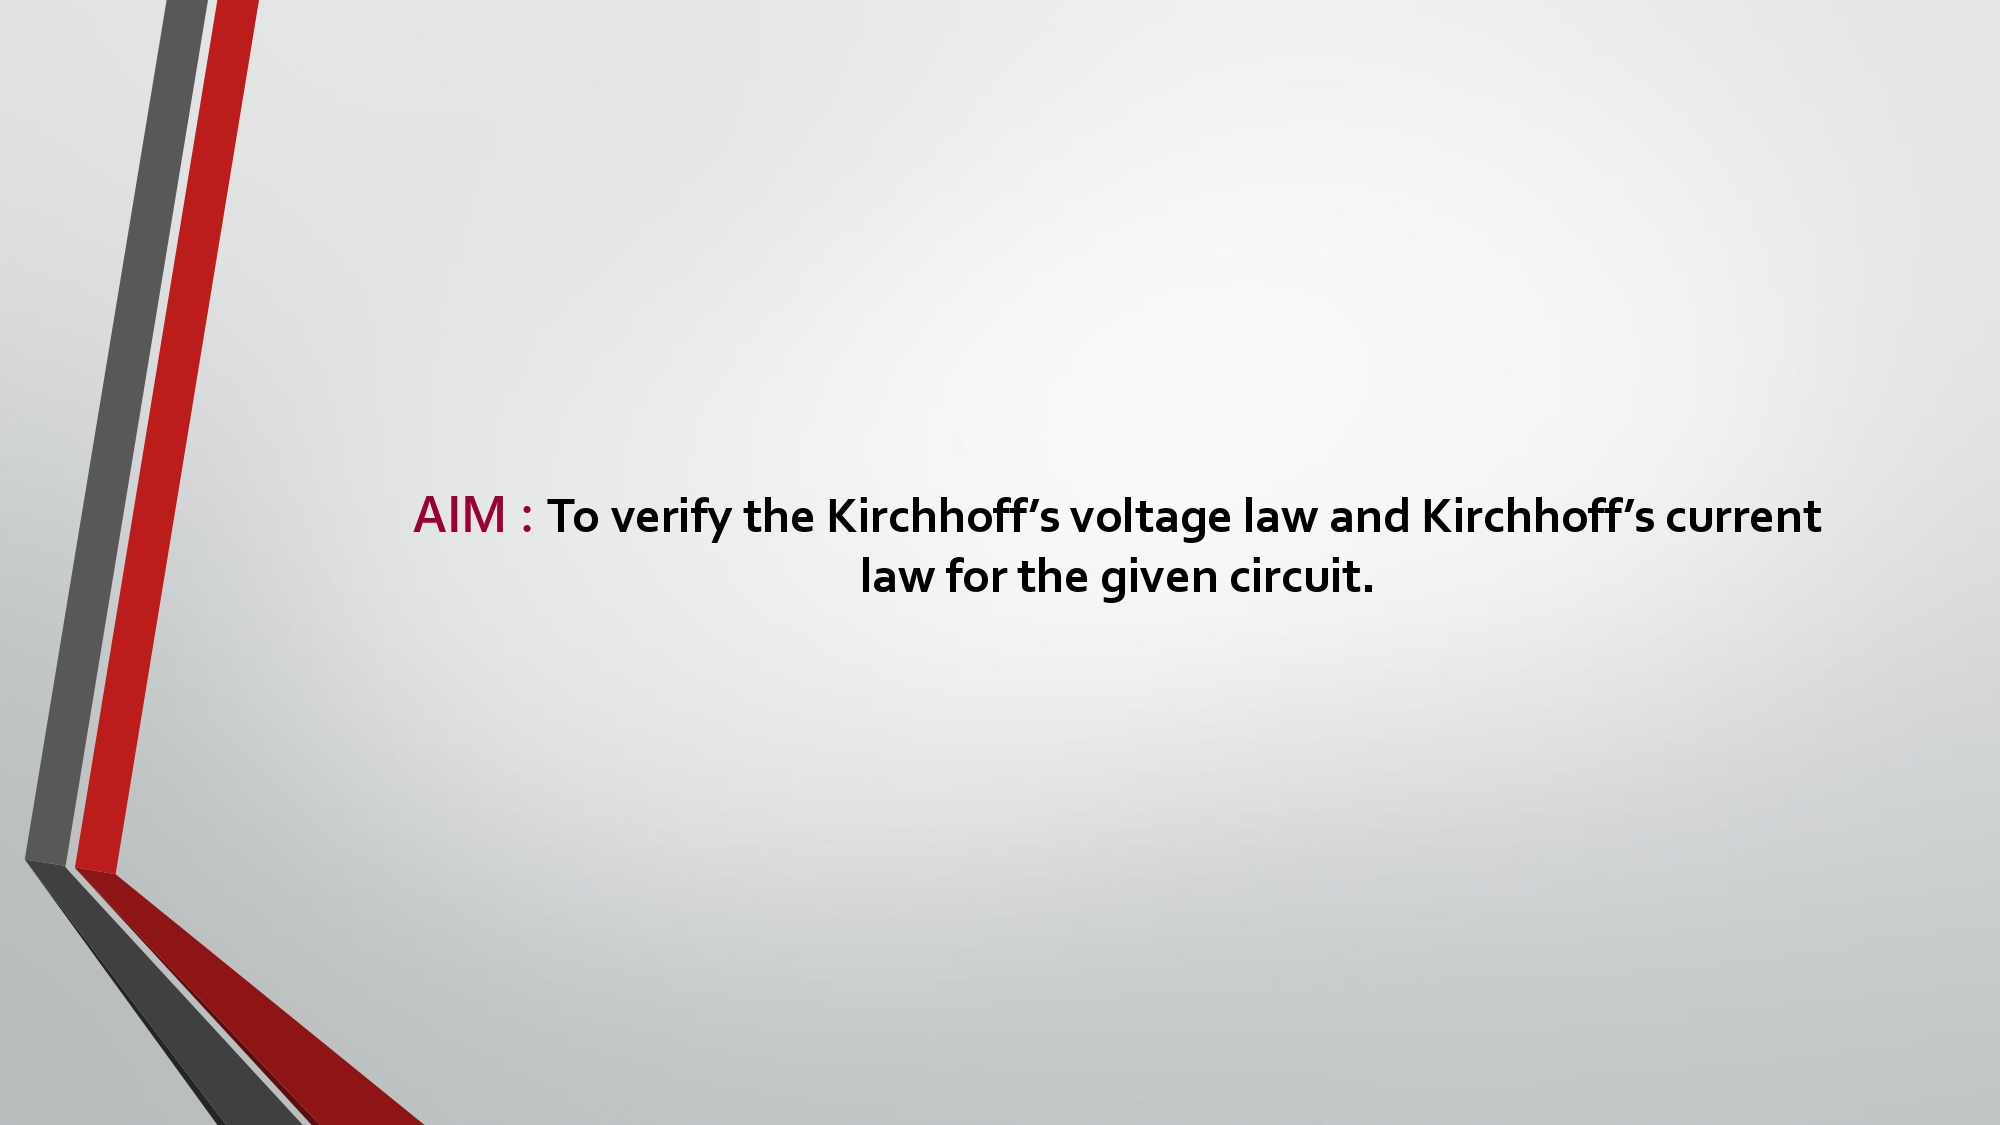 AIM : To verify the Kirchhoff’s voltage law and Kirchhoff’s current
law for the given circuit.